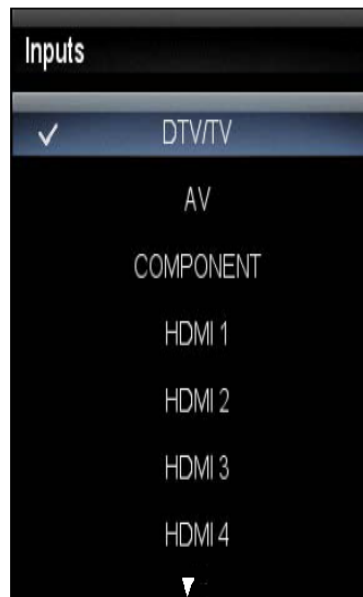 Inputs
DTV/TV
AV
COMPONENT
HDMI 1
HDMI 2
HDMI 3
HDMI 4